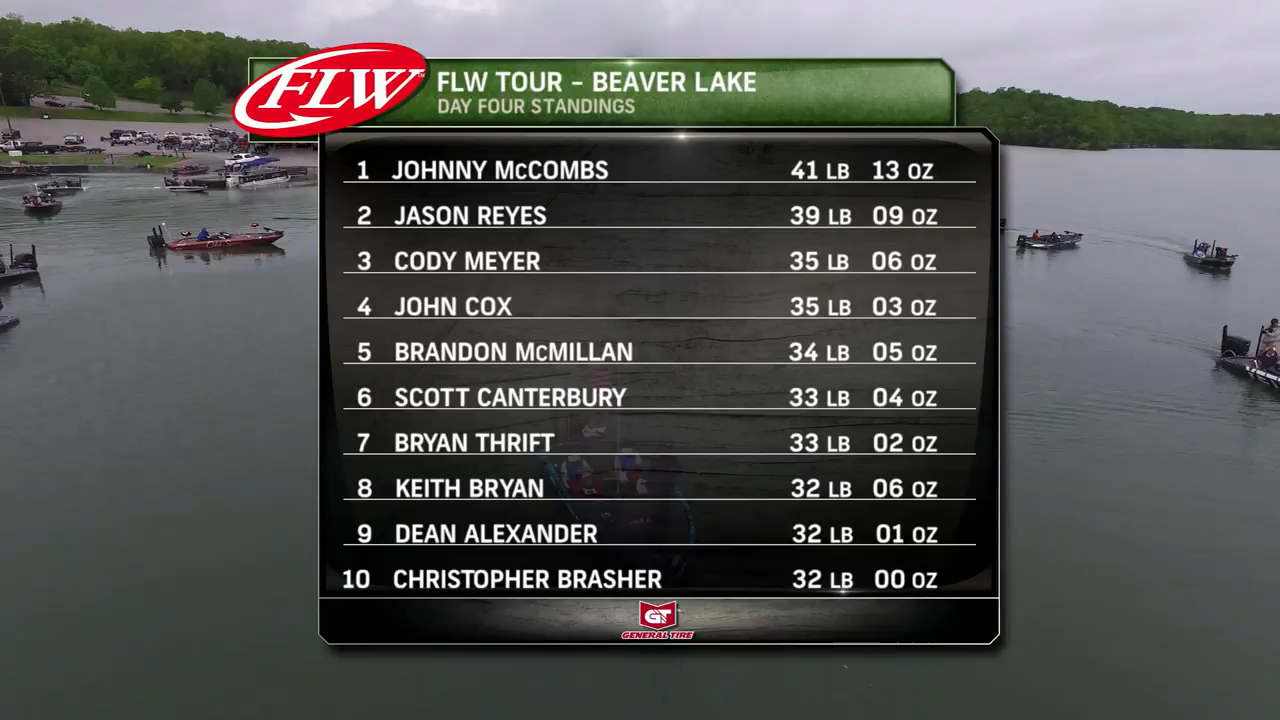 FLW
FLW TOUR – BEAVER LAKE
DAY FOUR STANDINGS
1 JOHNNY McCOMBS 41 LB 13 OZ
2 JASON REYES 39 LB 09 OZ
3 CODY MEYER 35 LB 06 OZ
4 JOHN COX 35 LB 03 OZ
5 BRANDON McMILLAN 34 LB 05 OZ
6 SCOTT CANTERBURY 33 LB 04 OZ
7 BRYAN THRIFT 33 LB 02 OZ
8 KEITH BRYAN 32 LB 06 OZ
9 DEAN ALEXANDER 32 LB 01 OZ
10 CHRISTOPHER BRASHER 32 LB 00 OZ
GT
GENERAL TIRE